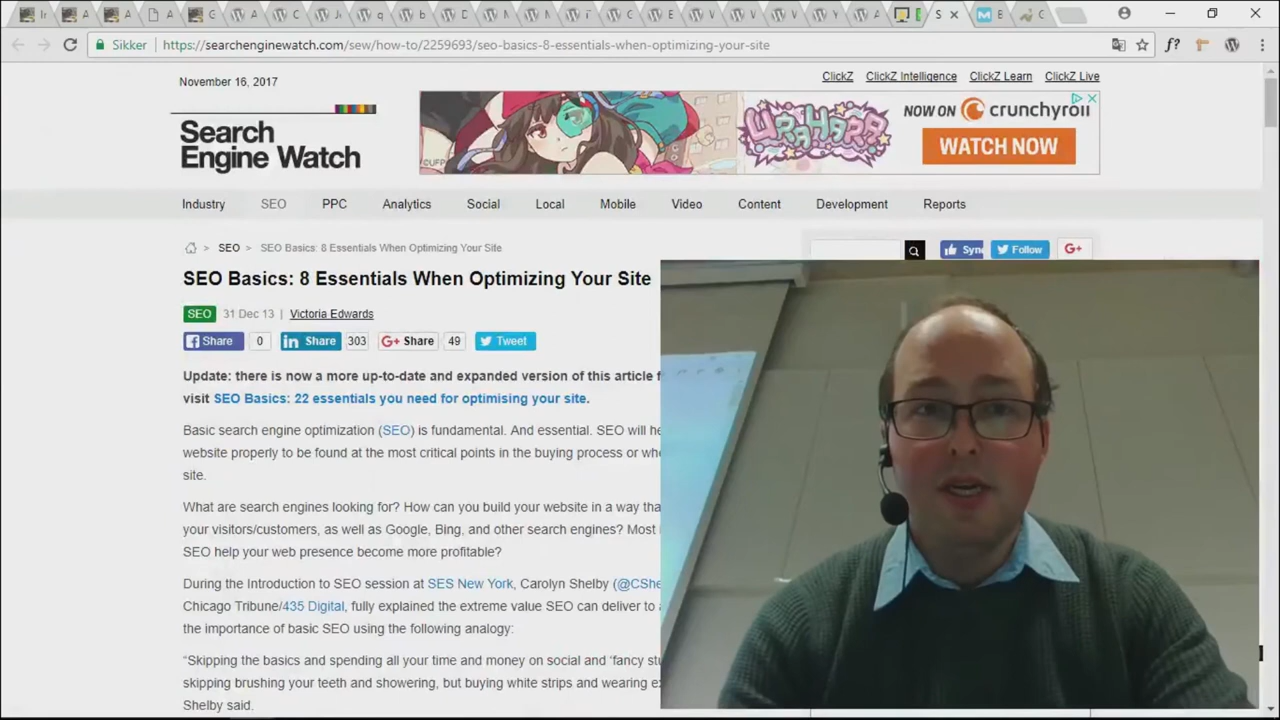 Sikker
https://searchenginewatch.com/sew/how-to/2259693/seo-basics-8-essentials-when-optimizing-your-site
f?
November 16, 2017
ClickZ ClickZ Intelligence ClickZ Learn ClickZ Live
Search
Engine Watch
URAHARA
NOW ON crunchyroll
WATCH NOW
Industry SEO PPC Analytics Social Local Mobile Video Content Development Reports
> SEO > SEO Basics: 8 Essentials When Optimizing Your Site
Follow
G+
SEO Basics: 8 Essentials When Optimizing Your Site
SEO 31 Dec 13 | Victoria Edwards
Share 0 in Share 303 G+ Share 49 Tweet
Update: there is now a more up-to-date and expanded version of this article
visit SEO Basics: 22 essentials you need for optimising your site.
Basic search engine optimization (SEO) is fundamental. And essential. SEO will
website properly to be found at the most critical points in the buying process or
site.
What are search engines looking for? How can you build your website in a way
your visitors/customers, as well as Google, Bing, and other search engines? Most
SEO help your web presence become more profitable?
During the Introduction to SEO session at SES New York, Carolyn Shelby
Chicago Tribune/435 Digital, fully explained the extreme value SEO can deliver to
the importance of basic SEO using the following analogy:
“Skipping the basics and spending all your time and money on social and ‘fancy
skipping brushing your teeth and showering, but buying white strips and wearing
Shelby said.